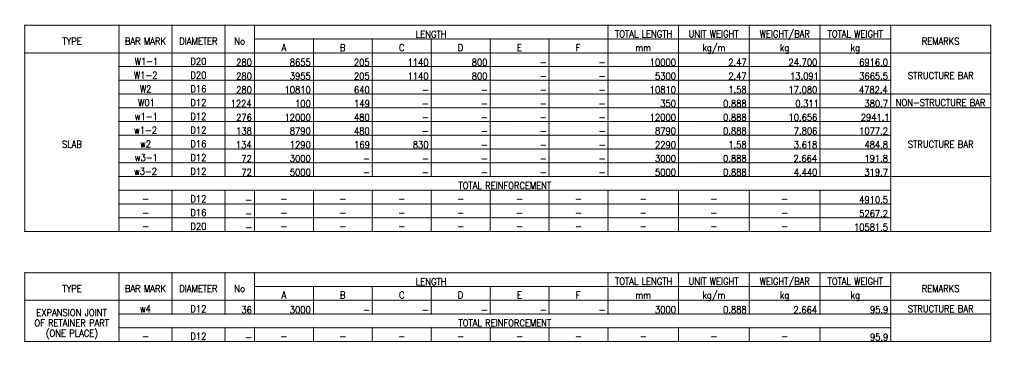 TYPE BAR MARK DIAMETER No LENGTH TOTAL LENGTH UNIT WEIGHT WEIGHT/BAR TOTAL WEIGHT REMARKS
A B C D E F mm kg/m kg kg
W1-1 D20 280 8655 205 1140 800 - - 10000 2.47 24.700 6916.0
W1-2 D20 280 3955 205 1140 800 - - 5300 2.47 13.091 3665.5 STRUCTURE BAR
W2 D16 280 10810 640 - - - - 10810 1.58 17.080 4782.4
W01 D12 1224 100 149 - - - - 350 0.888 0.311 380.7 NON-STRUCTURE BAR
w1-1 D12 276 12000 480 - - - - 12000 0.888 10.656 2941.1
w1-2 D12 138 8790 480 - - - - 8790 0.888 7.806 1077.2
SLAB w2 D16 134 1290 169 830 - - - 2290 1.58 3.618 484.8 STRUCTURE BAR
w3-1 D12 72 3000 - - - - - 3000 0.888 2.664 191.8
w3-2 D12 72 5000 - - - - - 5000 0.888 4.440 319.7
TOTAL REINFORCEMENT
- D12 - - - - - - - - - - 4910.5
- D16 - - - - - - - - - - 5267.2
- D20 - - - - - - - - - - 10581.5
TYPE BAR MARK DIAMETER No LENGTH TOTAL LENGTH UNIT WEIGHT WEIGHT/BAR TOTAL WEIGHT REMARKS
A B C D E F mm kg/m kg kg
EXPANSION JOINT w4 D12 36 3000 - - - - - 3000 0.888 2.664 95.9 STRUCTURE BAR
OF RETAINER PART TOTAL REINFORCEMENT
(ONE PLACE) - D12 - - - - - - - - - - 95.9